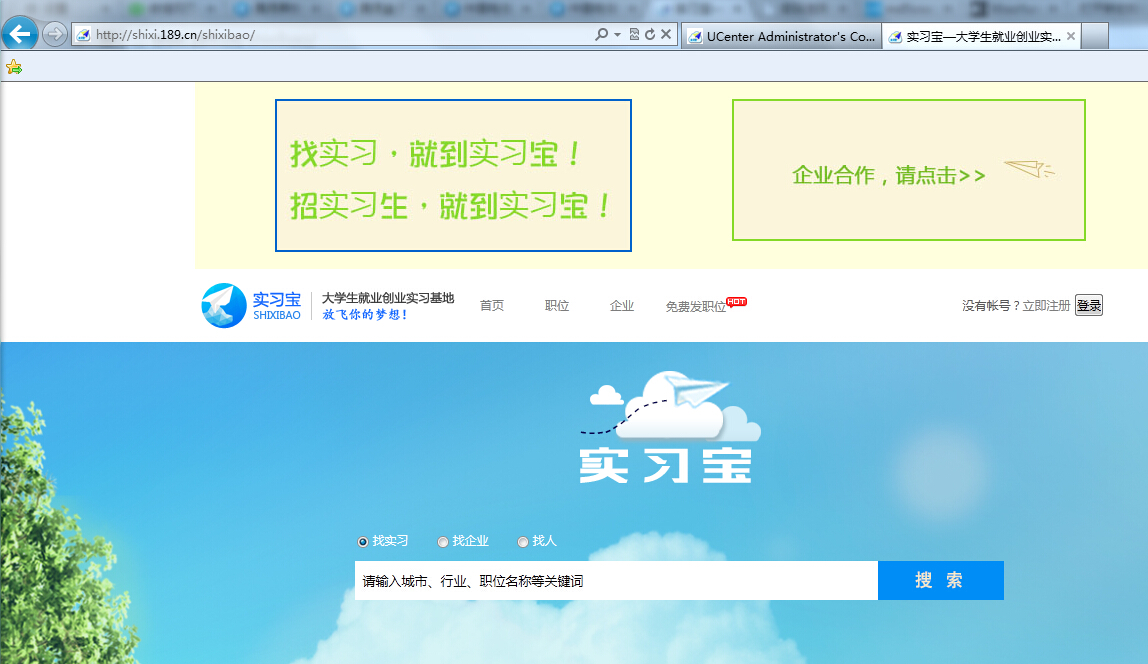 http://shixi.189.cn/shixibao/
UCenter Administrator's Co...
实习宝—大学生就业创业实...
找实习，就到实习宝！
招实习生，就到实习宝！
企业合作，请点击>>
实习宝
SHIXIBAO
大学生就业创业实习基地
放飞你的梦想！
首页
职位
企业
免费发职位
HOT
没有帐号？立即注册
登录
实习宝
找实习
找企业
找人
请输入城市、行业、职位名称等关键词
搜 索